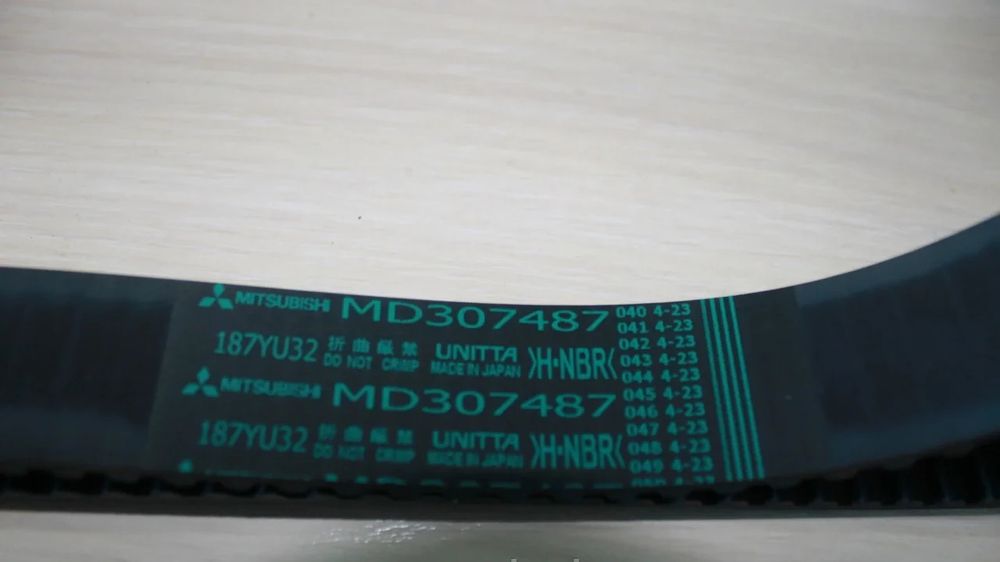 MITSUBISHI MD307487 040 4-23
041 4-23
187YU32 折曲厳禁 DO NOT CRIMP UNITTA MADE IN JAPAN >H-NBR< 042 4-23
043 4-23
044 4-23
MITSUBISHI MD307487 045 4-23
046 4-23
187YU32 折曲厳禁 DO NOT CRIMP UNITTA MADE IN JAPAN >H-NBR< 047 4-23
048 4-23
049 4-23